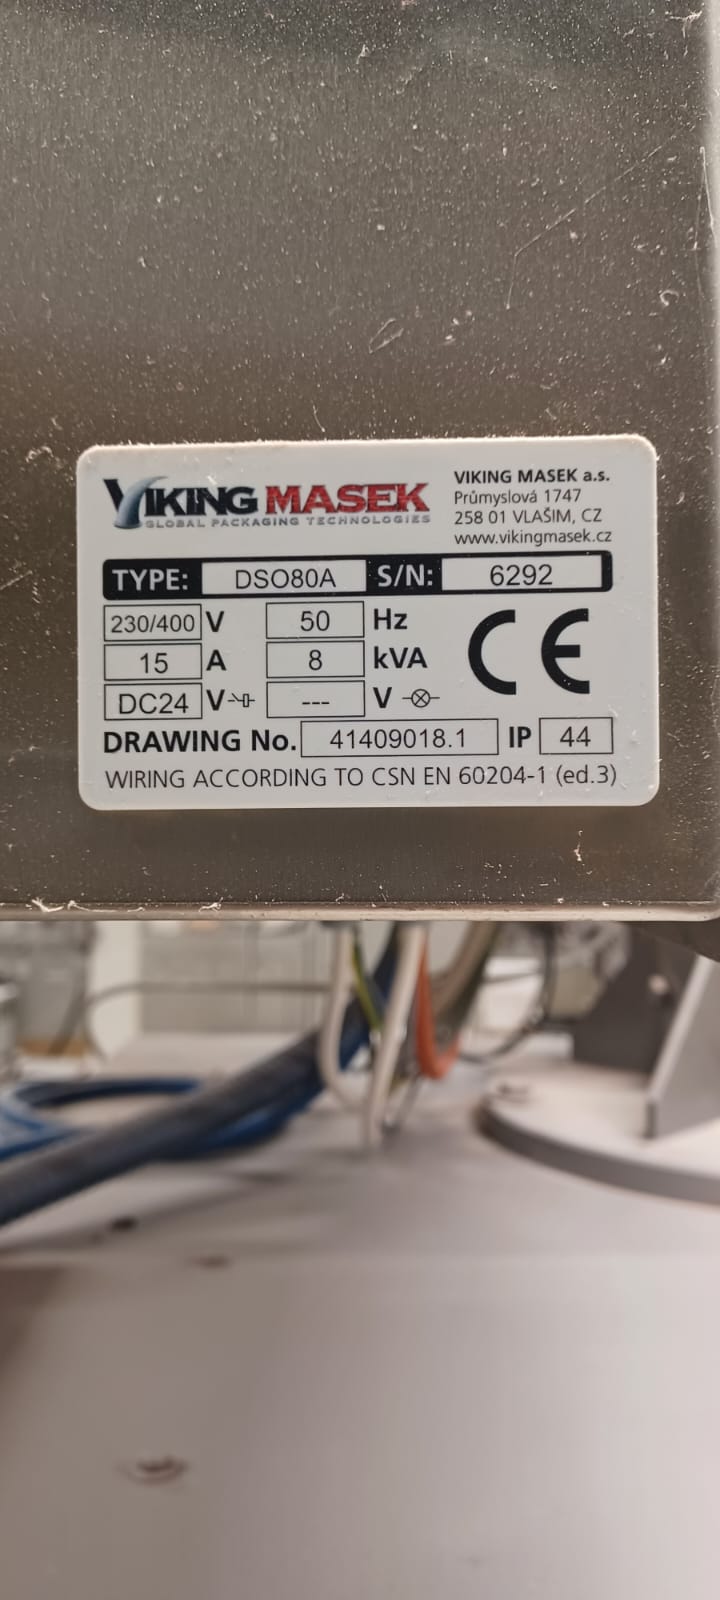 VIKING MASEK
GLOBAL PACKAGING TECHNOLOGIES
VIKING MASEK a.s.
Průmyslová 1747
258 01 VLAŠIM, CZ
www.vikingmasek.cz
TYPE: DSO80A S/N: 6292
230/400 V 50 Hz
15 A 8 kVA
CE
DC24 V --- V
DRAWING No. 41409018.1 IP 44
WIRING ACCORDING TO CSN EN 60204-1 (ed.3)